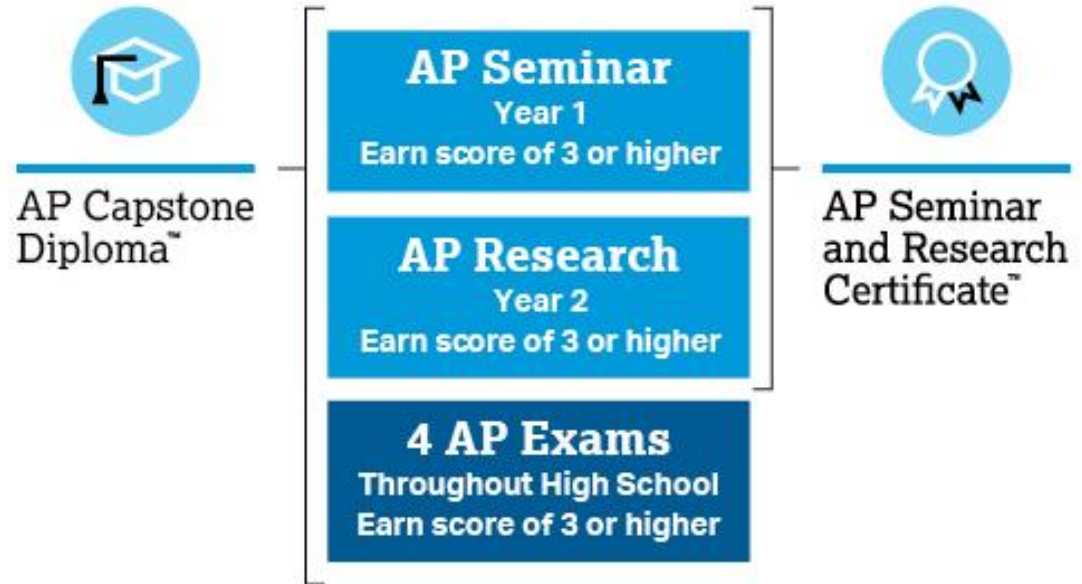 AP Capstone
Diploma™
AP Seminar
Year 1
Earn score of 3 or higher
AP Research
Year 2
Earn score of 3 or higher
4 AP Exams
Throughout High School
Earn score of 3 or higher
AP Seminar
and Research
Certificate™